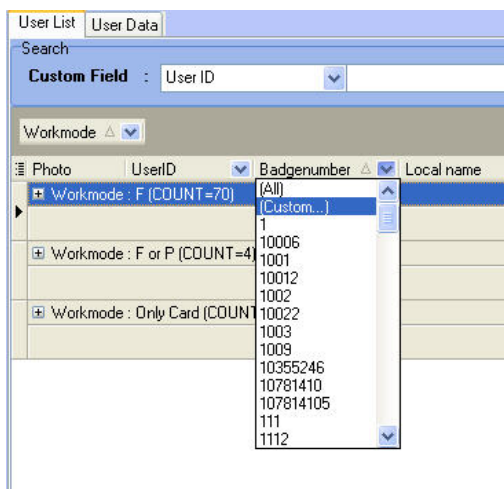 User List User Data
Search
Custom Field : User ID
Workmode
Photo UserID Badgenumber Local name
Workmode : F (COUNT=70)
(All)
(Custom...)
1
Workmode : F or P (COUNT=4)
10006
1001
10012
1002
Workmode : Only Card (COUNT
10022
1003
1009
10355246
10781410
107814105
111
1112